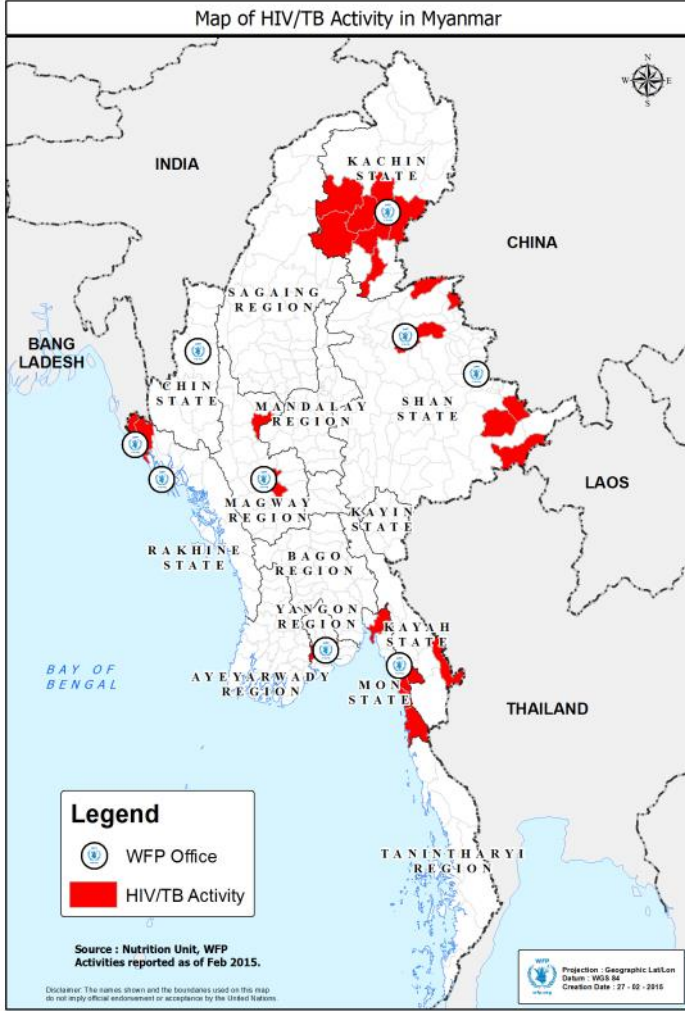 Map of HIV/TB Activity in Myanmar
N
W E
S
INDIA
KACHIN
STATE
CHINA
SAGAING
REGION
BANG
LADESH
CHIN
STATE
SHAN
STATE
MANDALAY
REGION
LAOS
MAGWAY
REGION
KAYIN
STATE
RAKHINE
STATE
BAGO
REGION
YANGON
REGION
KAYAH
STATE
BAY OF
BENGAL
AYEYARWADY
REGION
MON
STATE
THAILAND
TANINTHARYI
REGION
Legend
WFP Office
HIV/TB Activity
Source : Nutrition Unit, WFP
Activities reported as of Feb 2015.
Disclaimer: The names shown and the boundaries used on this map
do not imply official endorsement or acceptance by the United Nations.
WFP
wfp.org
Projection : Geographic Lat/Lon
Datum : WGS 84
Creation Date : 27 - 02 - 2015